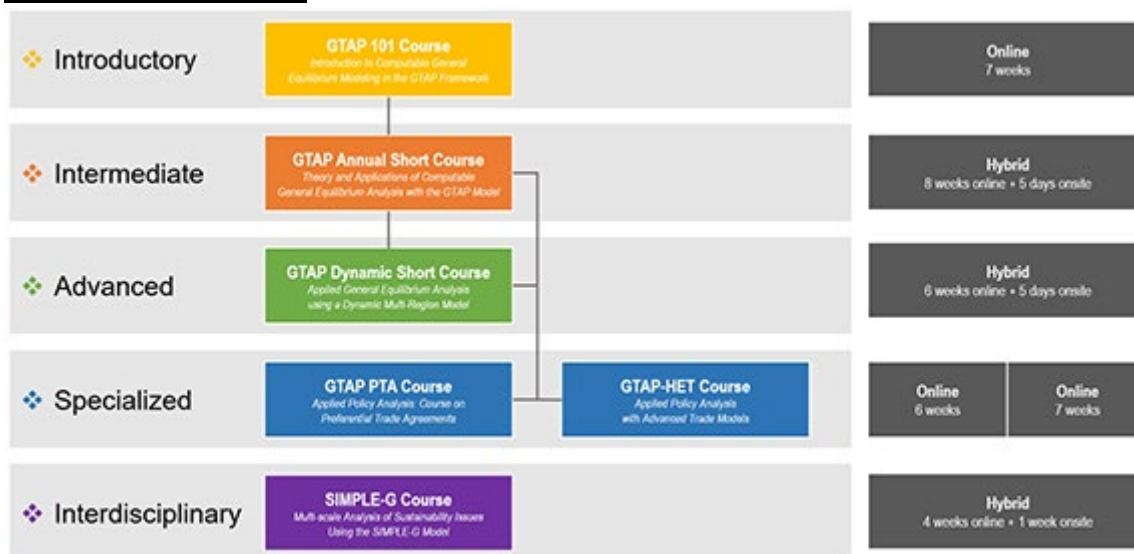 Introductory
GTAP 101 Course
Introduction to Computable General
Equilibrium Modeling in the GTAP Framework
Online
7 weeks
Intermediate
GTAP Annual Short Course
Theory and Applications of Computable
General Equilibrium Analysis with the GTAP Model
Hybrid
8 weeks online + 5 days onsite
Advanced
GTAP Dynamic Short Course
Applied General Equilibrium Analysis
using a Dynamic Multi-Region Model
Hybrid
6 weeks online + 5 days onsite
Specialized
GTAP PTA Course
Applied Policy Analysis: Course on
Preferential Trade Agreements
GTAP-HET Course
Applied Policy Analysis
with Advanced Trade Models
Online
6 weeks
Online
7 weeks
Interdisciplinary
SIMPLE-G Course
Multi-scale Analysis of Sustainability Issues
Using the SIMPLE-G Model
Hybrid
4 weeks online + 1 week onsite